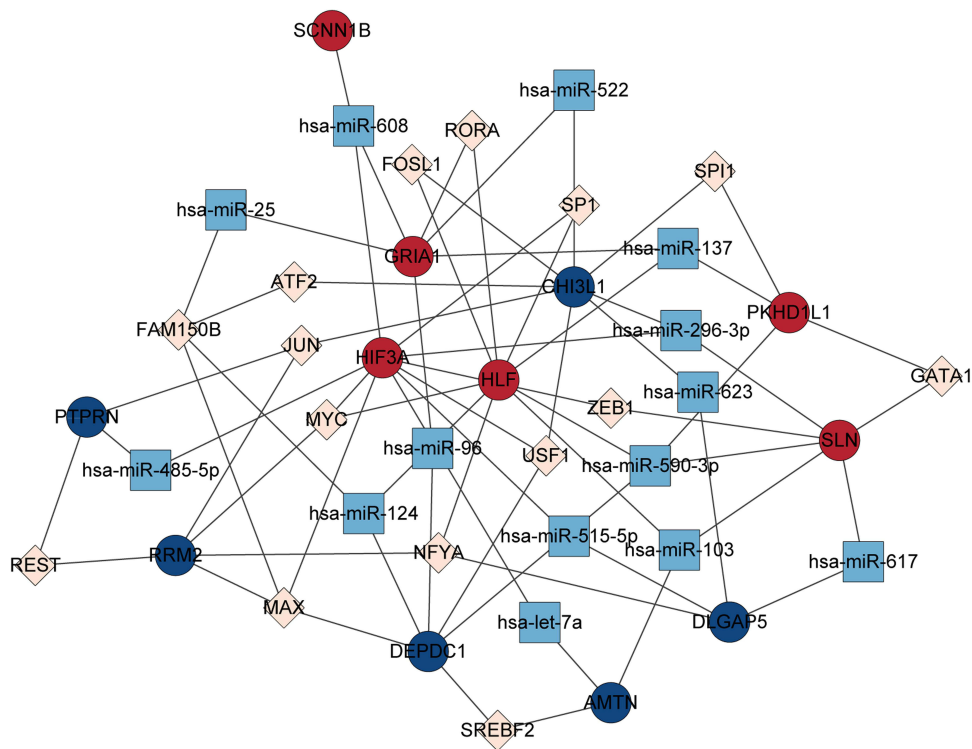 SCNN1B
hsa-miR-522
hsa-miR-608
RORA
FOSL1
SPI1
hsa-miR-25
SP1
hsa-miR-137
GRIA1
ATF2
CHI3L1
PKHD1L1
FAM150B
hsa-miR-296-3p
JUN
HIF3A
HLF
GATA1
hsa-miR-623
ZEB1
PTPRN
MYC
SLN
hsa-miR-96
USF1
hsa-miR-590-3p
hsa-miR-485-5p
hsa-miR-124
hsa-miR-515-5p
hsa-miR-103
NFYA
RRM2
REST
hsa-miR-617
MAX
hsa-let-7a
DLGAP5
DEPDC1
AMTN
SREBF2